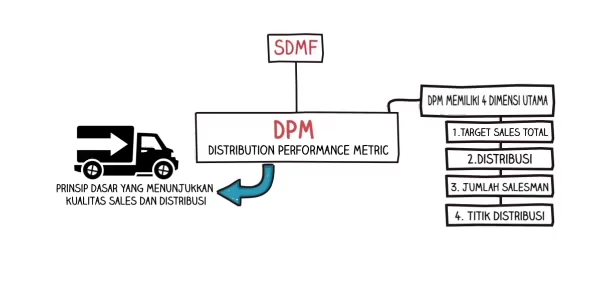 SDMF
DPM
DISTRIBUTION PERFORMANCE METRIC
PRINSIP DASAR YANG MENUNJUKKAN
KUALITAS SALES DAN DISTRIBUSI
DPM MEMILIKI 4 DIMENSI UTAMA
1.TARGET SALES TOTAL
2.DISTRIBUSI
3. JUMLAH SALESMAN
4. TITIK DISTRIBUSI